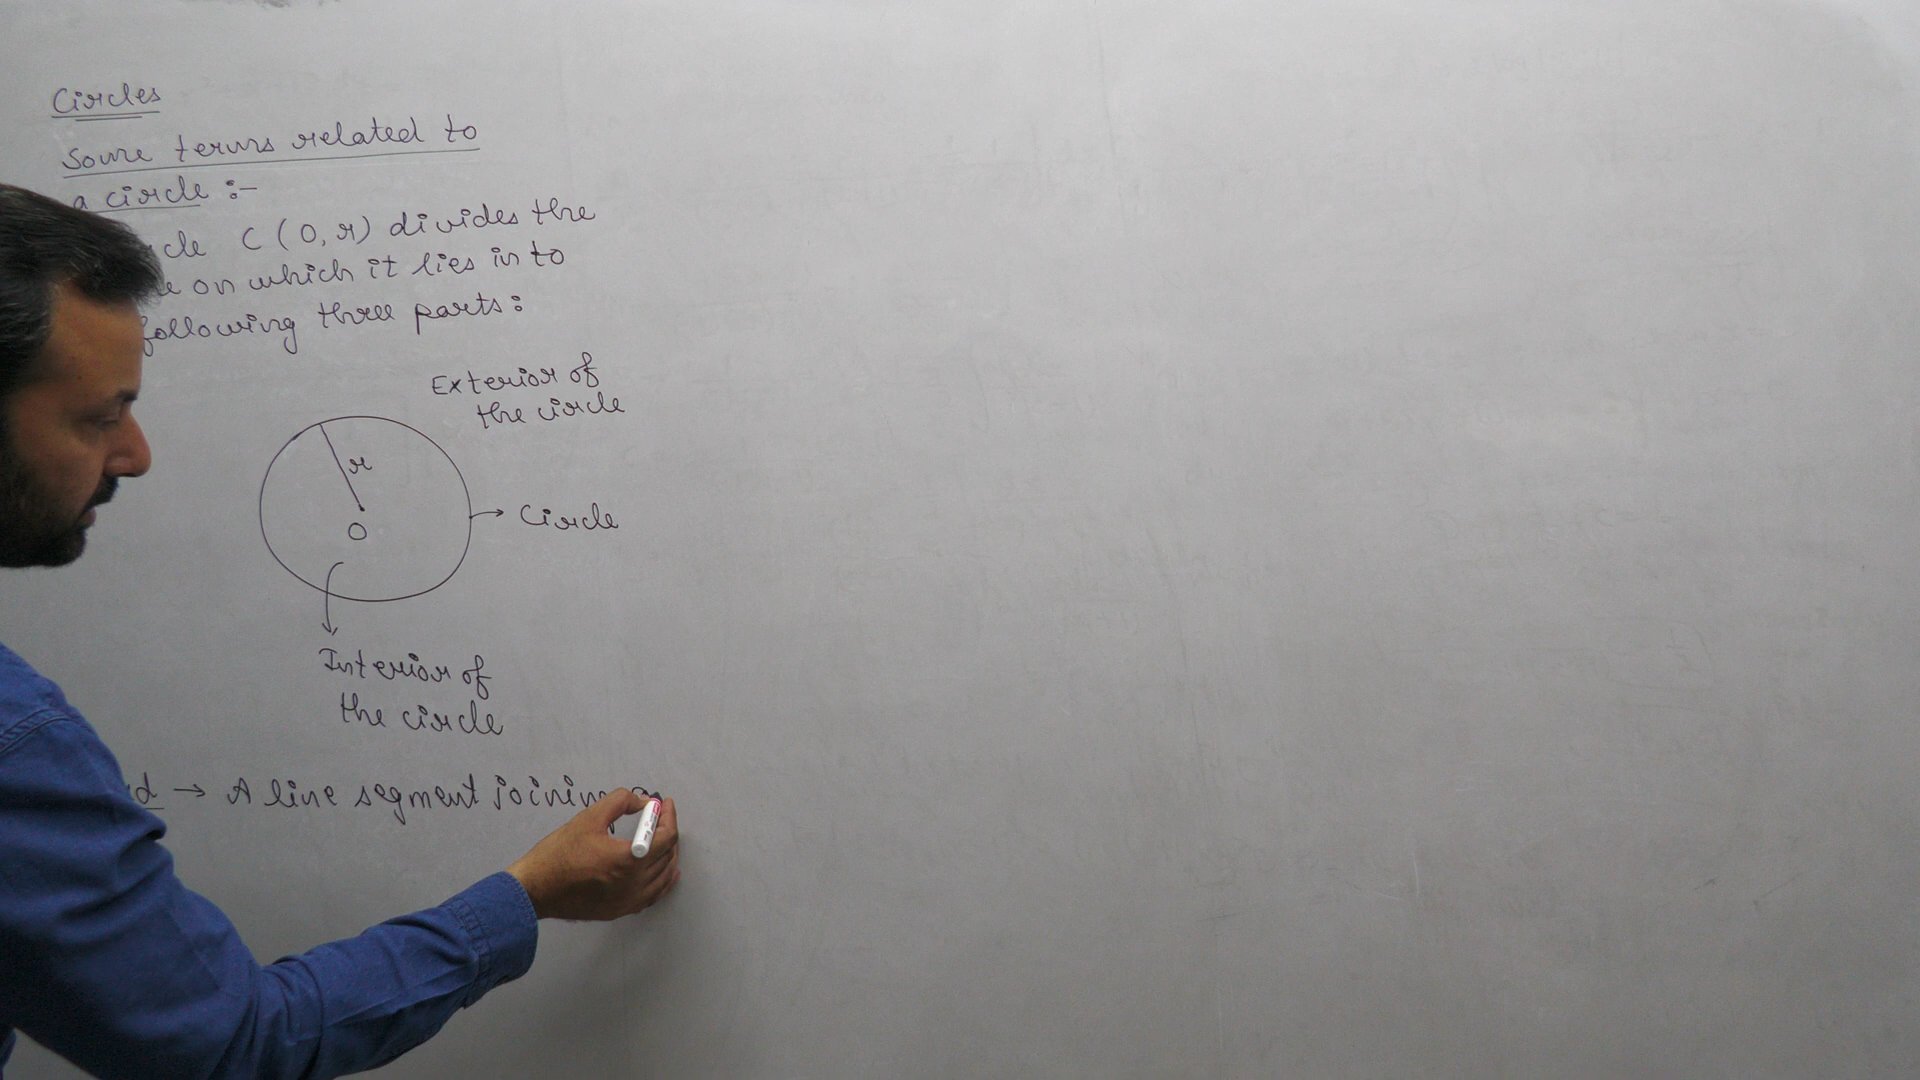 Circles
Some terms related to
a circle :-
cle C (O, r) divides the
e on which it lies in to
following three parts:
Exterior of
the circle
r
Circle
O
Interior of
the circle
d → A line segment joining